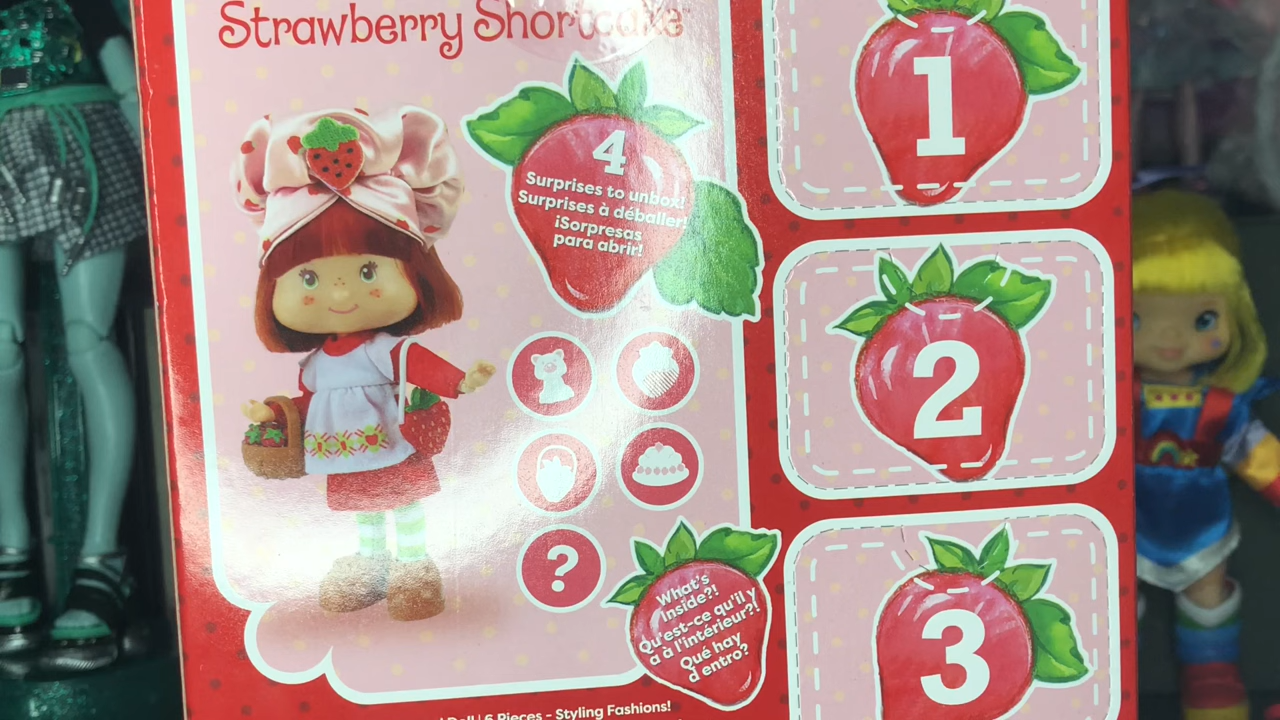 Strawberry Shortcake™
4
Surprises to unbox!
Surprises à déballer!
¡Sorpresas
para abrir!
?
What's
Inside?!
Qu'est-ce qu'il y
a à l'intérieur?!
Qué hay
d entro?
Doll | 6 Pieces - Styling Fashions!
1
2
3